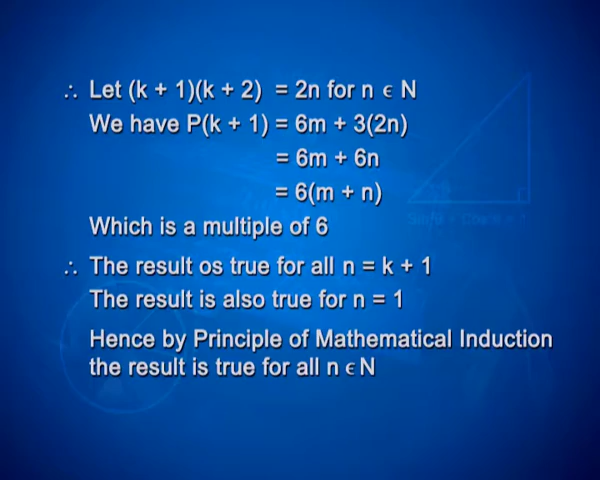 ∴ Let (k + 1)(k + 2) = 2n for n ϵ N
We have P(k + 1) = 6m + 3(2n)
= 6m + 6n
= 6(m + n)
Which is a multiple of 6
∴ The result os true for all n = k + 1
The result is also true for n = 1
Hence by Principle of Mathematical Induction
the result is true for all n ϵ N